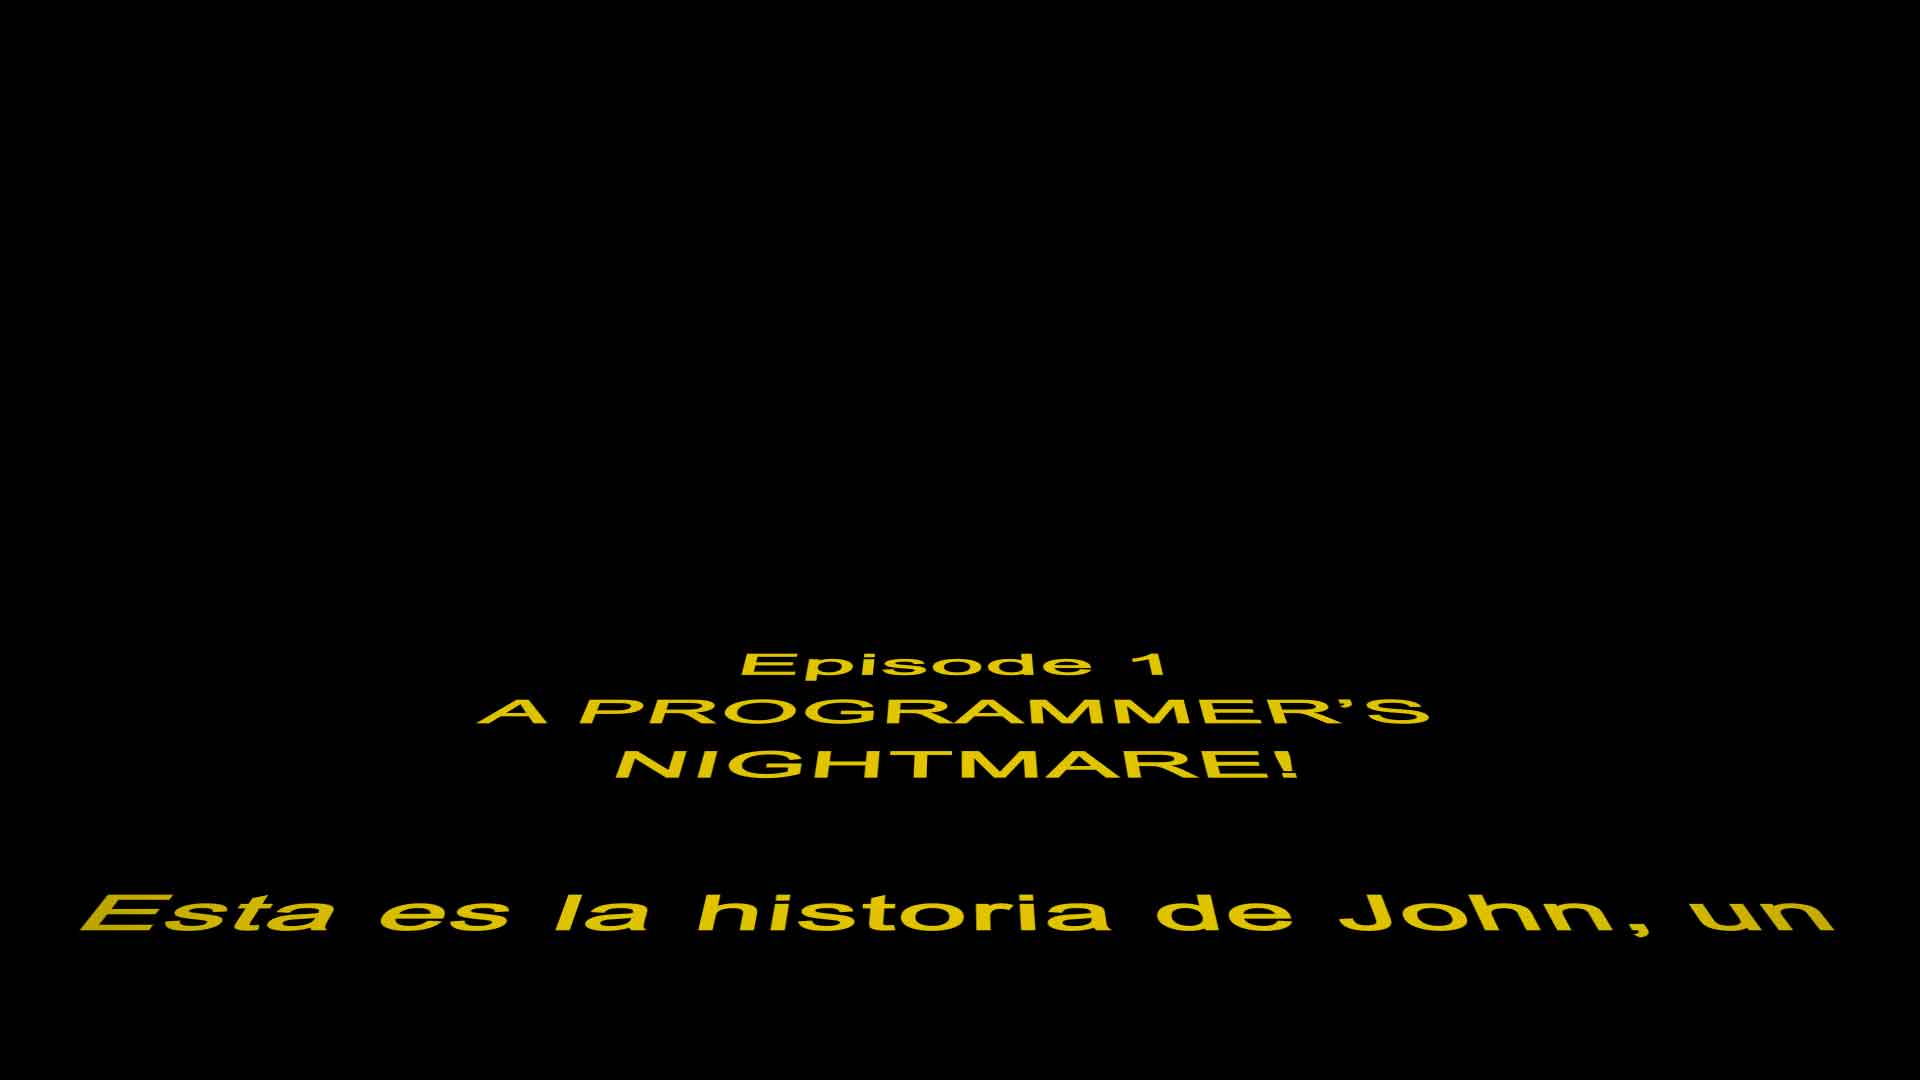 Episode 1
A PROGRAMMER’S
NIGHTMARE!
Esta es la historia de John, un